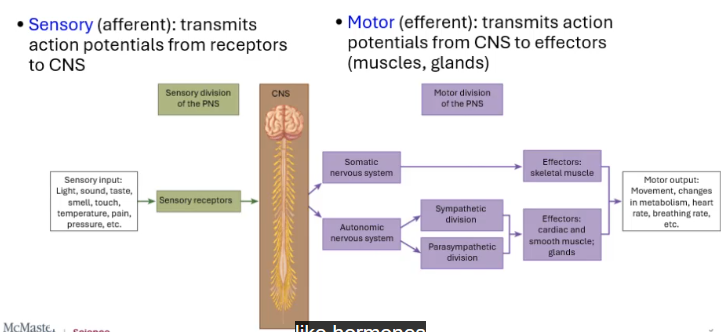 • Sensory (afferent): transmits
action potentials from receptors
to CNS
• Motor (efferent): transmits action
potentials from CNS to effectors
(muscles, glands)
Sensory division
of the PNS
CNS
Motor division
of the PNS
Sensory input:
Light, sound, taste,
smell, touch,
temperature, pain,
pressure, etc.
Sensory receptors
Somatic
nervous system
Autonomic
nervous system
Sympathetic
division
Parasympathetic
division
Effectors:
skeletal muscle
Effectors:
cardiac and
smooth muscle;
glands
Motor output:
Movement, changes
in metabolism, heart
rate, breathing rate,
etc.
like hormones